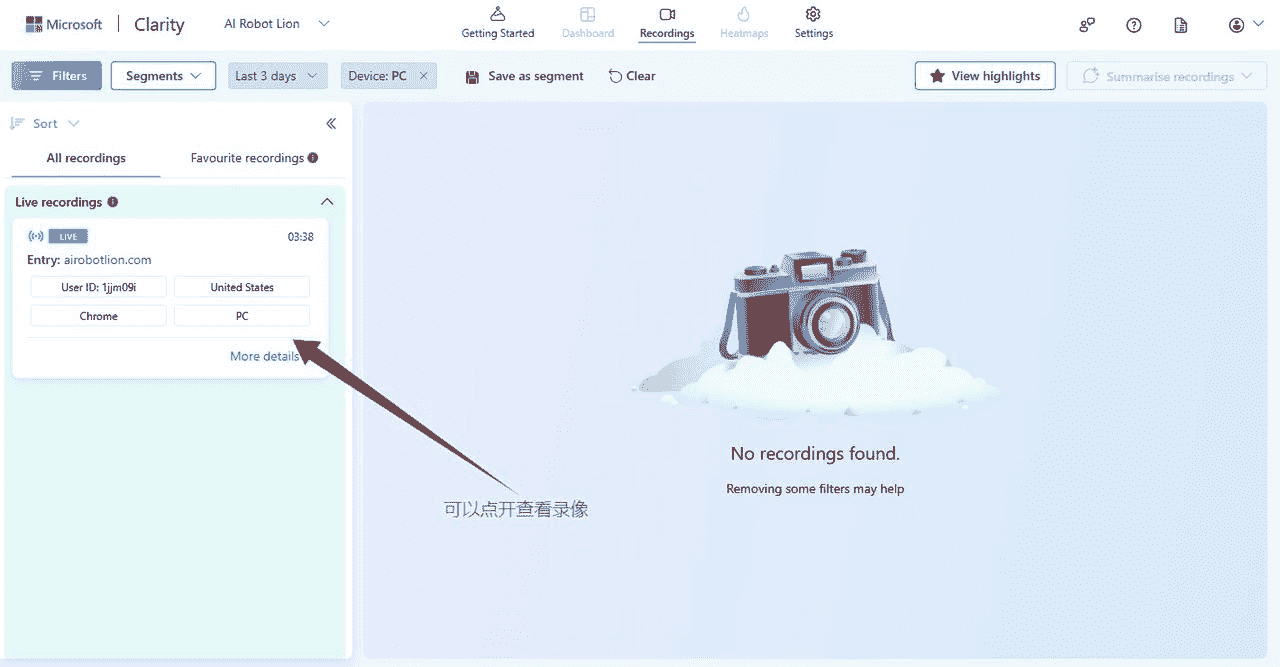 Microsoft | Clarity AI Robot Lion
Getting Started Dashboard Recordings Heatmaps Settings
Filters Segments Last 3 days Device: PC Save as segment Clear View highlights Summarise recordings
Sort
All recordings Favourite recordings
Live recordings
LIVE 03:38
Entry: airobotlion.com
User ID: 1jjm09i United States
Chrome PC
More details
可以点开查看录像
No recordings found.
Removing some filters may help